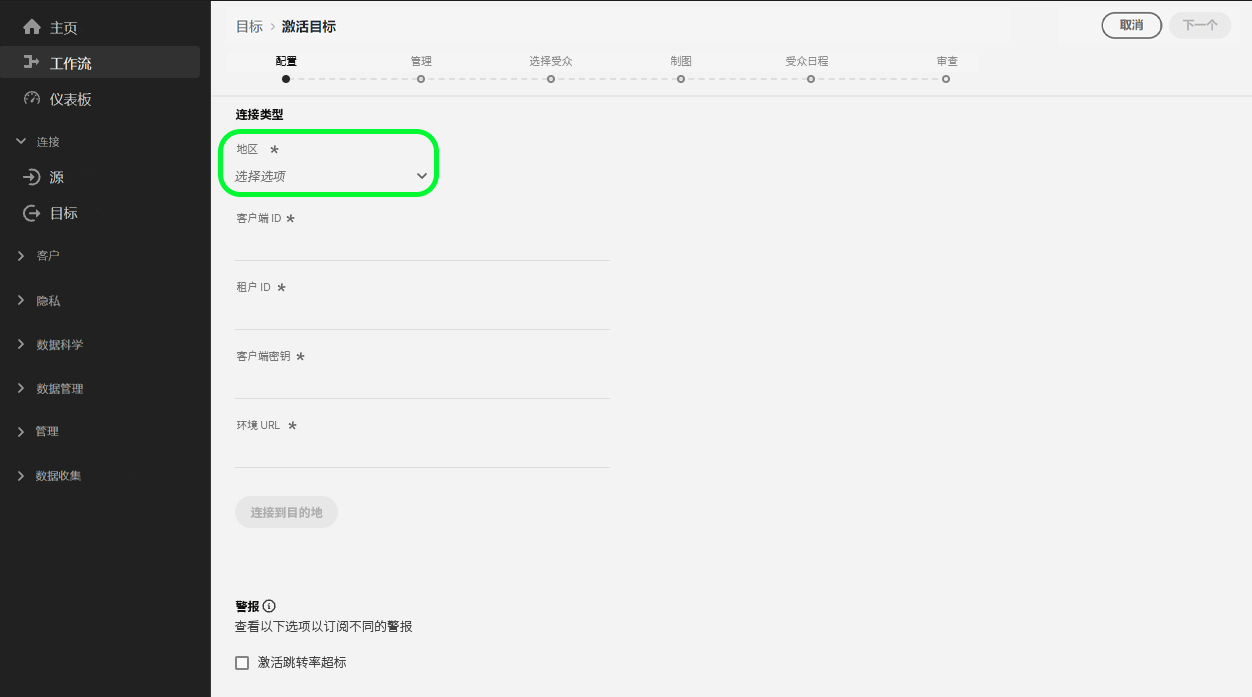 主页
工作流
仪表板
连接
源
目标
客户
隐私
数据科学
数据管理
管理
数据收集
目标 › 激活目标
取消
下一个
配置
管理
选择受众
制图
受众日程
审查
连接类型
地区 *
选择选项
客户端 ID *
租户 ID *
客户端密钥 *
环境 URL *
连接到目的地
警报
查看以下选项以订阅不同的警报
激活跳转率超标